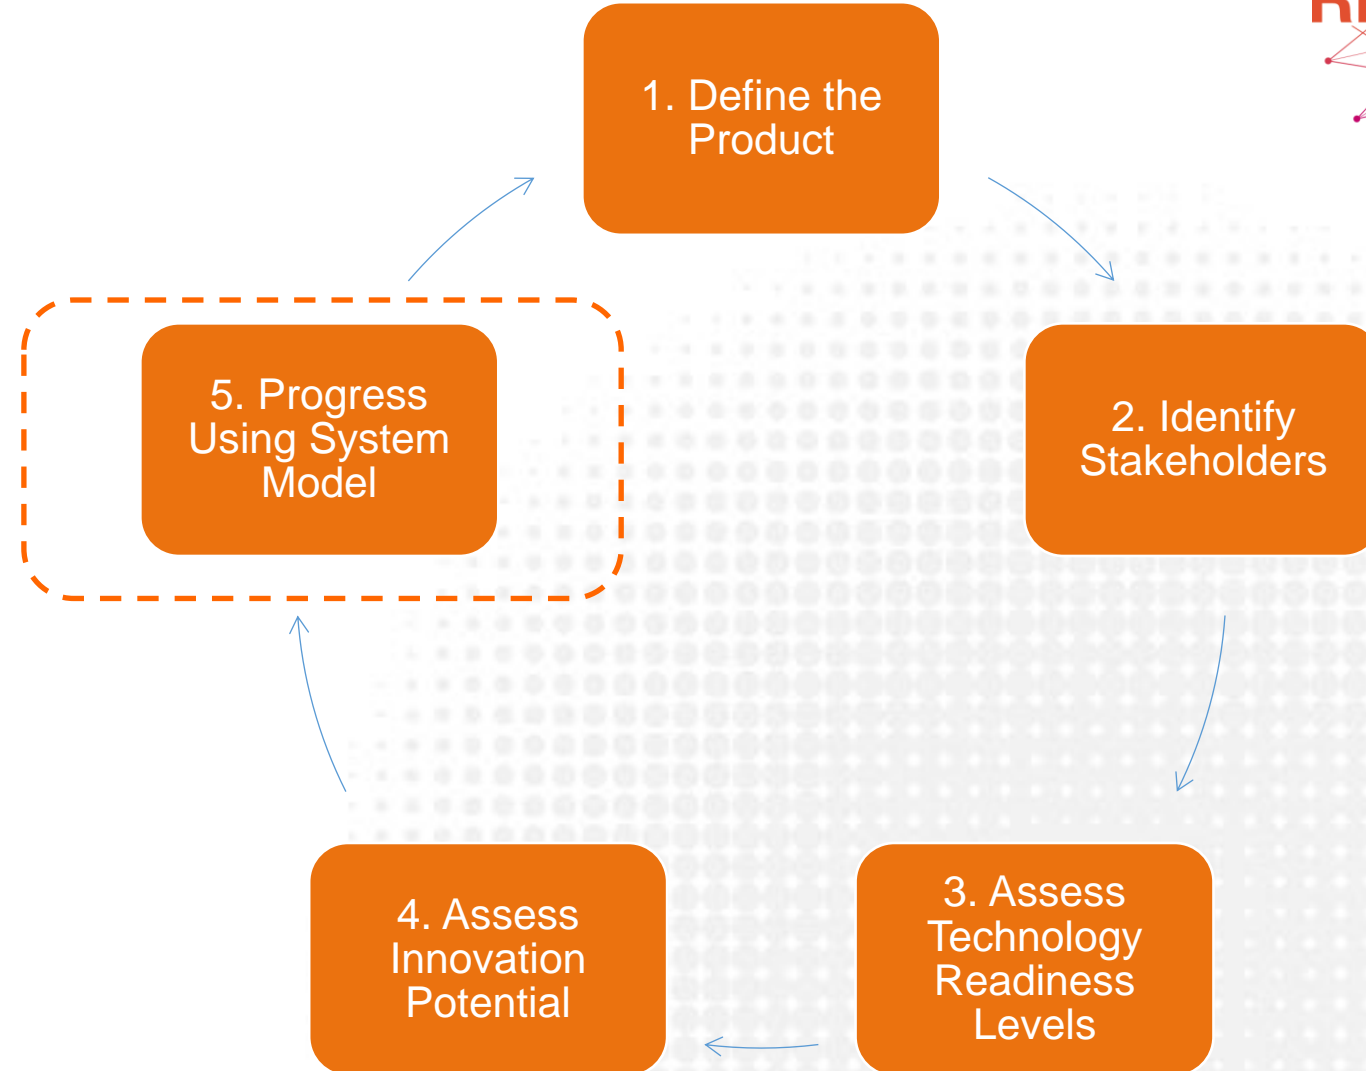 1. Define the
Product
5. Progress
Using System
Model
2. Identify
Stakeholders
4. Assess
Innovation
Potential
3. Assess
Technology
Readiness
Levels